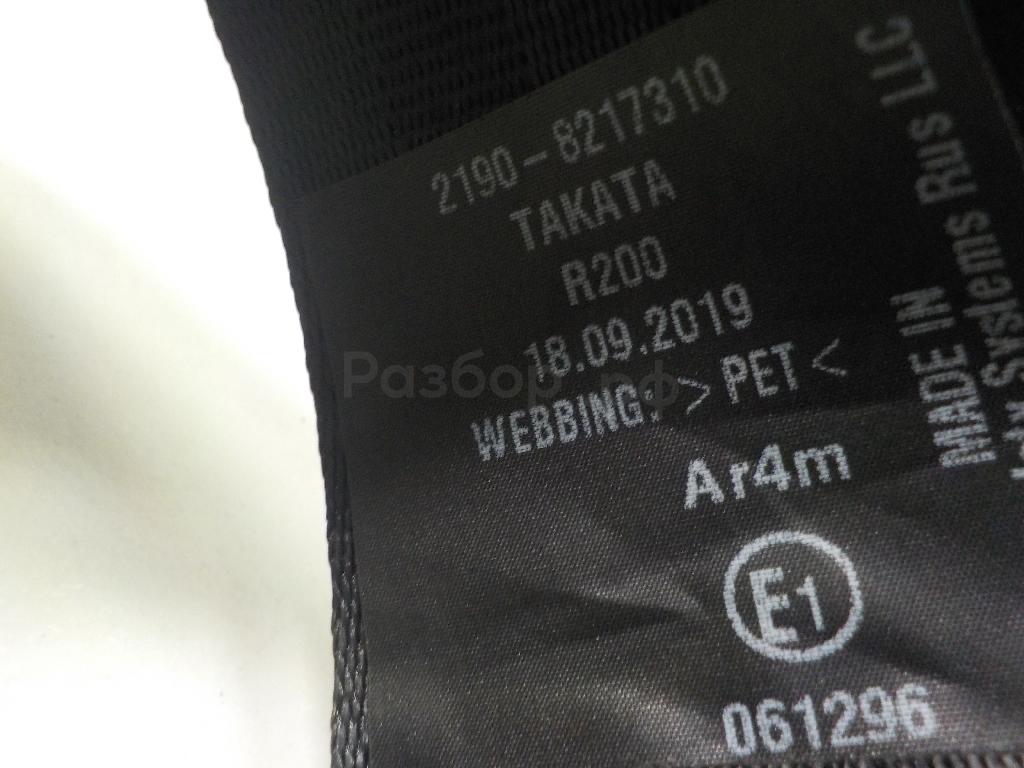 2190-8217310
TAKATA
R200
18.09.2019
WEBBING: > PET <
Ar4m
E1
061296
MADE IN
Systems Rus LLC
Разбор.рф